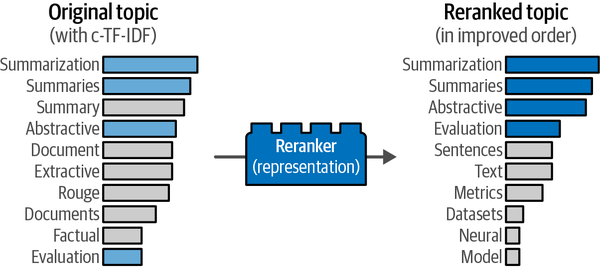 Original topic
(with c-TF-IDF)
Summarization
Summaries
Summary
Abstractive
Document
Extractive
Rouge
Documents
Factual
Evaluation
Reranker
(representation)
Reranked topic
(in improved order)
Summarization
Summaries
Abstractive
Evaluation
Sentences
Text
Metrics
Datasets
Neural
Model